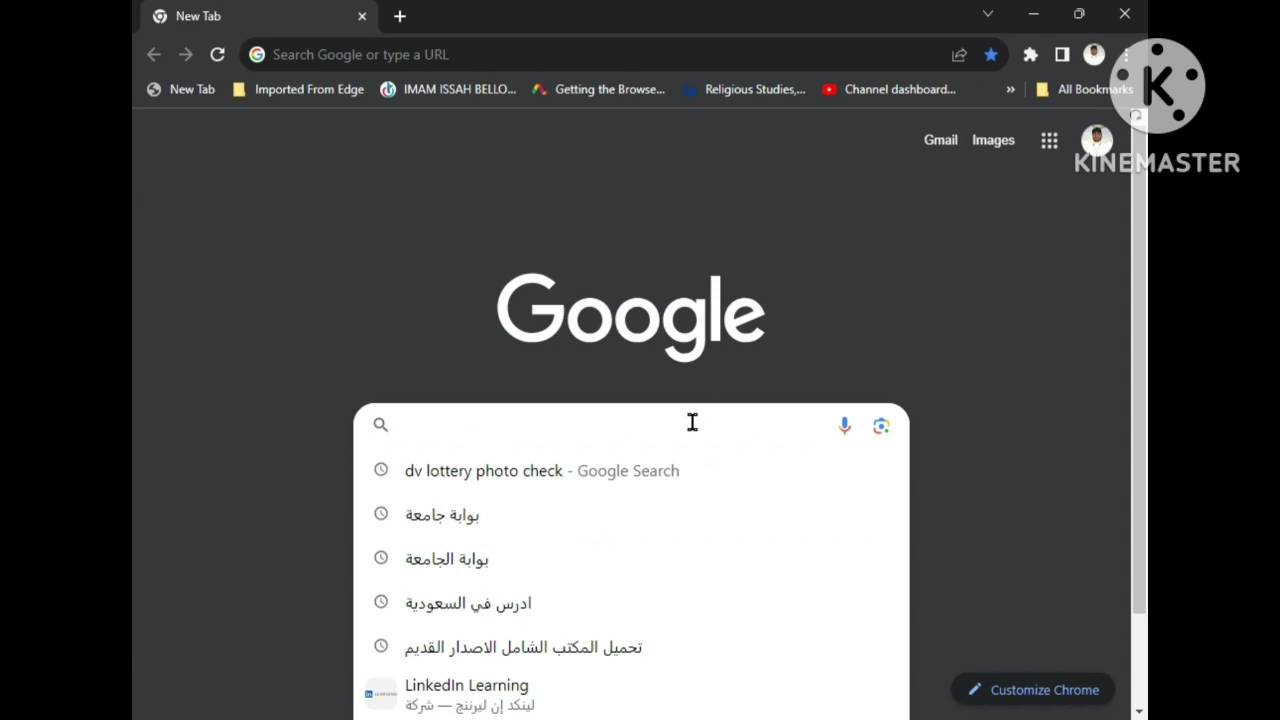 New Tab
Search Google or type a URL
New Tab Imported From Edge IMAM ISSAH BELLO... Getting the Browse... Religious Studies,... Channel dashboard... » All Bookmarks
K
KINEMASTER
Gmail Images
Google
dv lottery photo check - Google Search
بوابة جامعة
بوابة الجامعة
ادرس في السعودية
تحميل المكتب الشامل الاصدار القديم
LinkedIn Learning
لينكد إن ليرننج — شركة
Customize Chrome